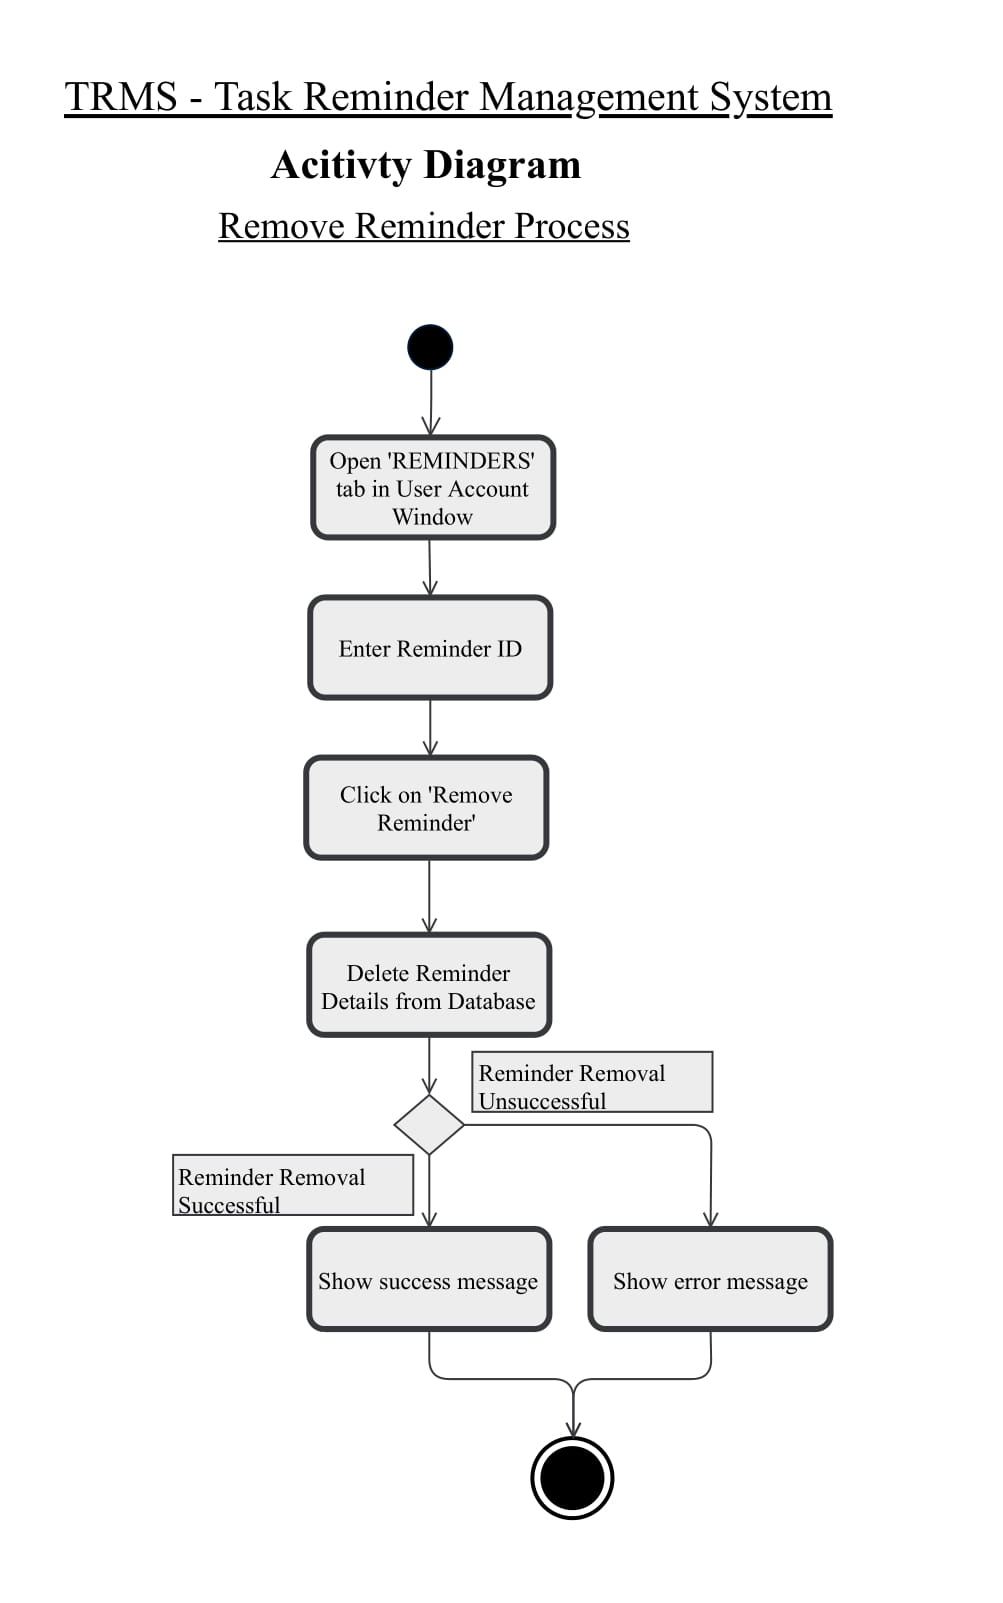 TRMS - Task Reminder Management System
Acitivty Diagram
Remove Reminder Process
Open 'REMINDERS'
tab in User Account
Window
Enter Reminder ID
Click on 'Remove
Reminder'
Delete Reminder
Details from Database
Reminder Removal
Unsuccessful
Reminder Removal
Successful
Show success message
Show error message